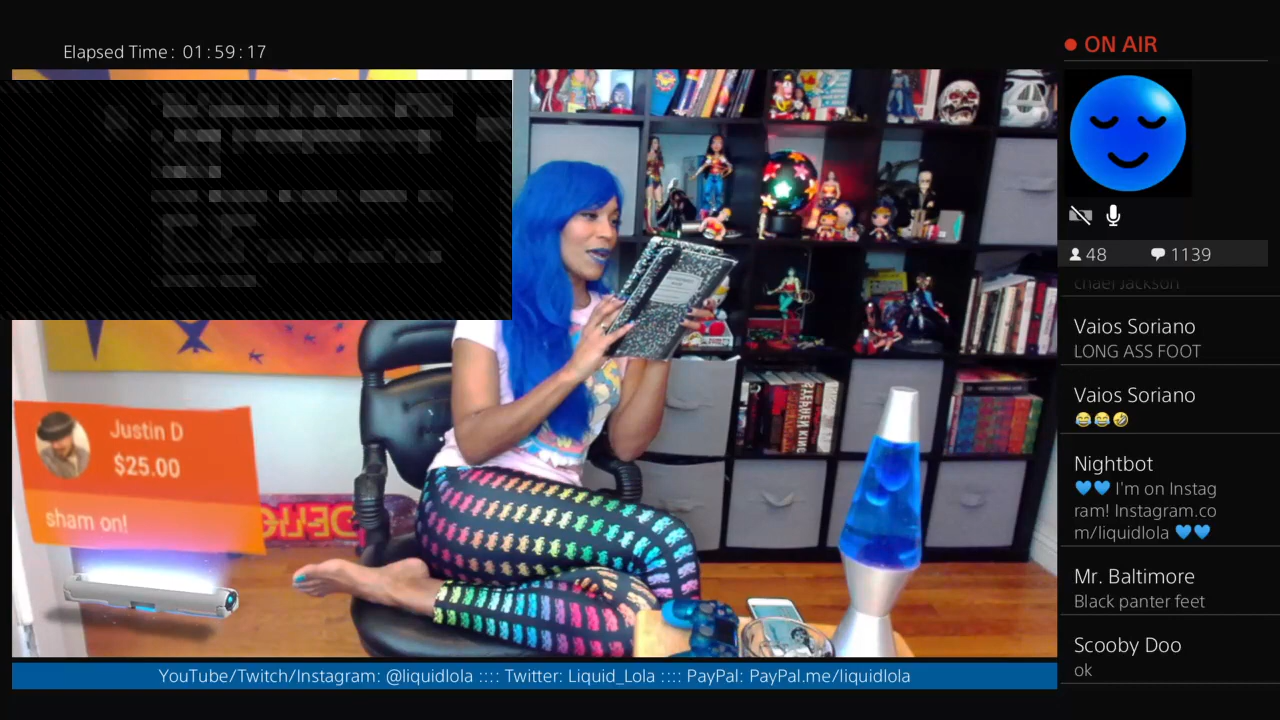 Elapsed Time: 01:59:17
ON AIR
48 1139
chael Jackson
Vaios Soriano
LONG ASS FOOT
Vaios Soriano
😂😂🤣
Nightbot
💙💙 I'm on Instag
ram! Instagram.co
m/liquidlola 💙💙
Mr. Baltimore
Black panter feet
Scooby Doo
ok
Justin D
$25.00
sham on!
YouTube/Twitch/Instagram: @liquidlola :::: Twitter: Liquid_Lola :::: PayPal: PayPal.me/liquidlola